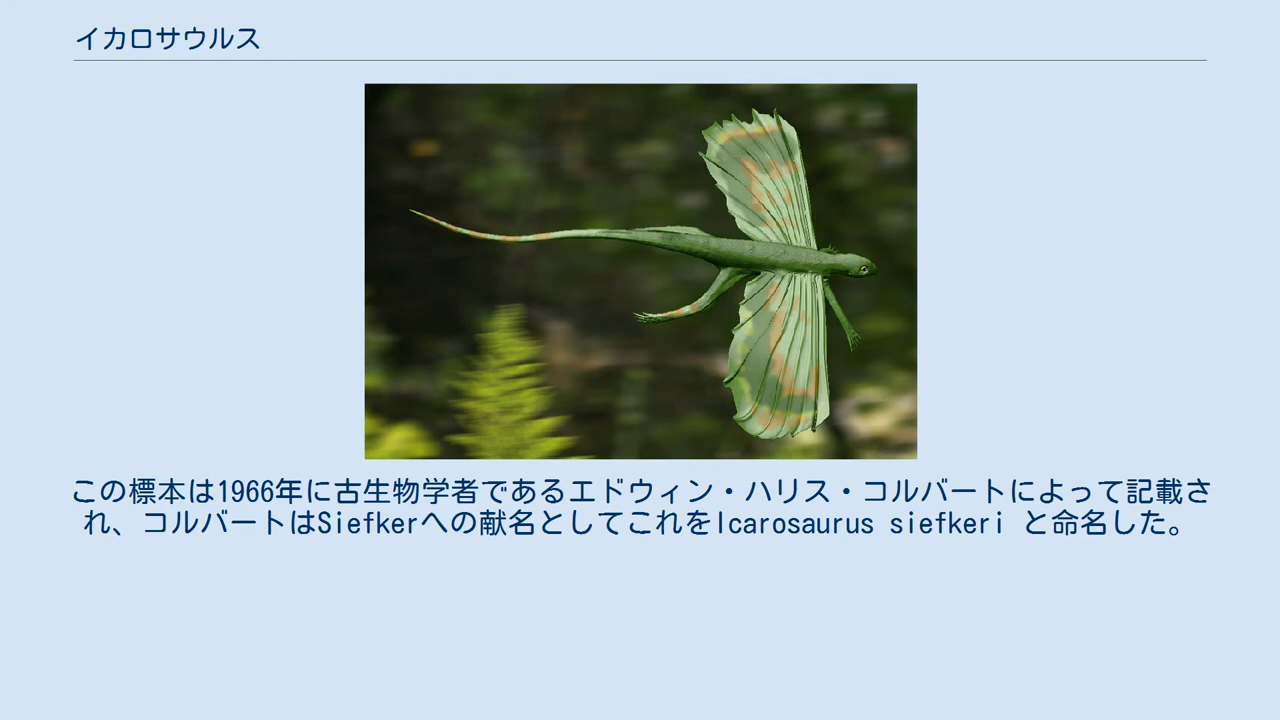 イカロサウルス
この標本は1966年に古生物学者であるエドウィン・ハリス・コルバートによって記載さ
れ、コルバートはSiefkerへの献名としてこれをIcarosaurus siefkeri と命名した。